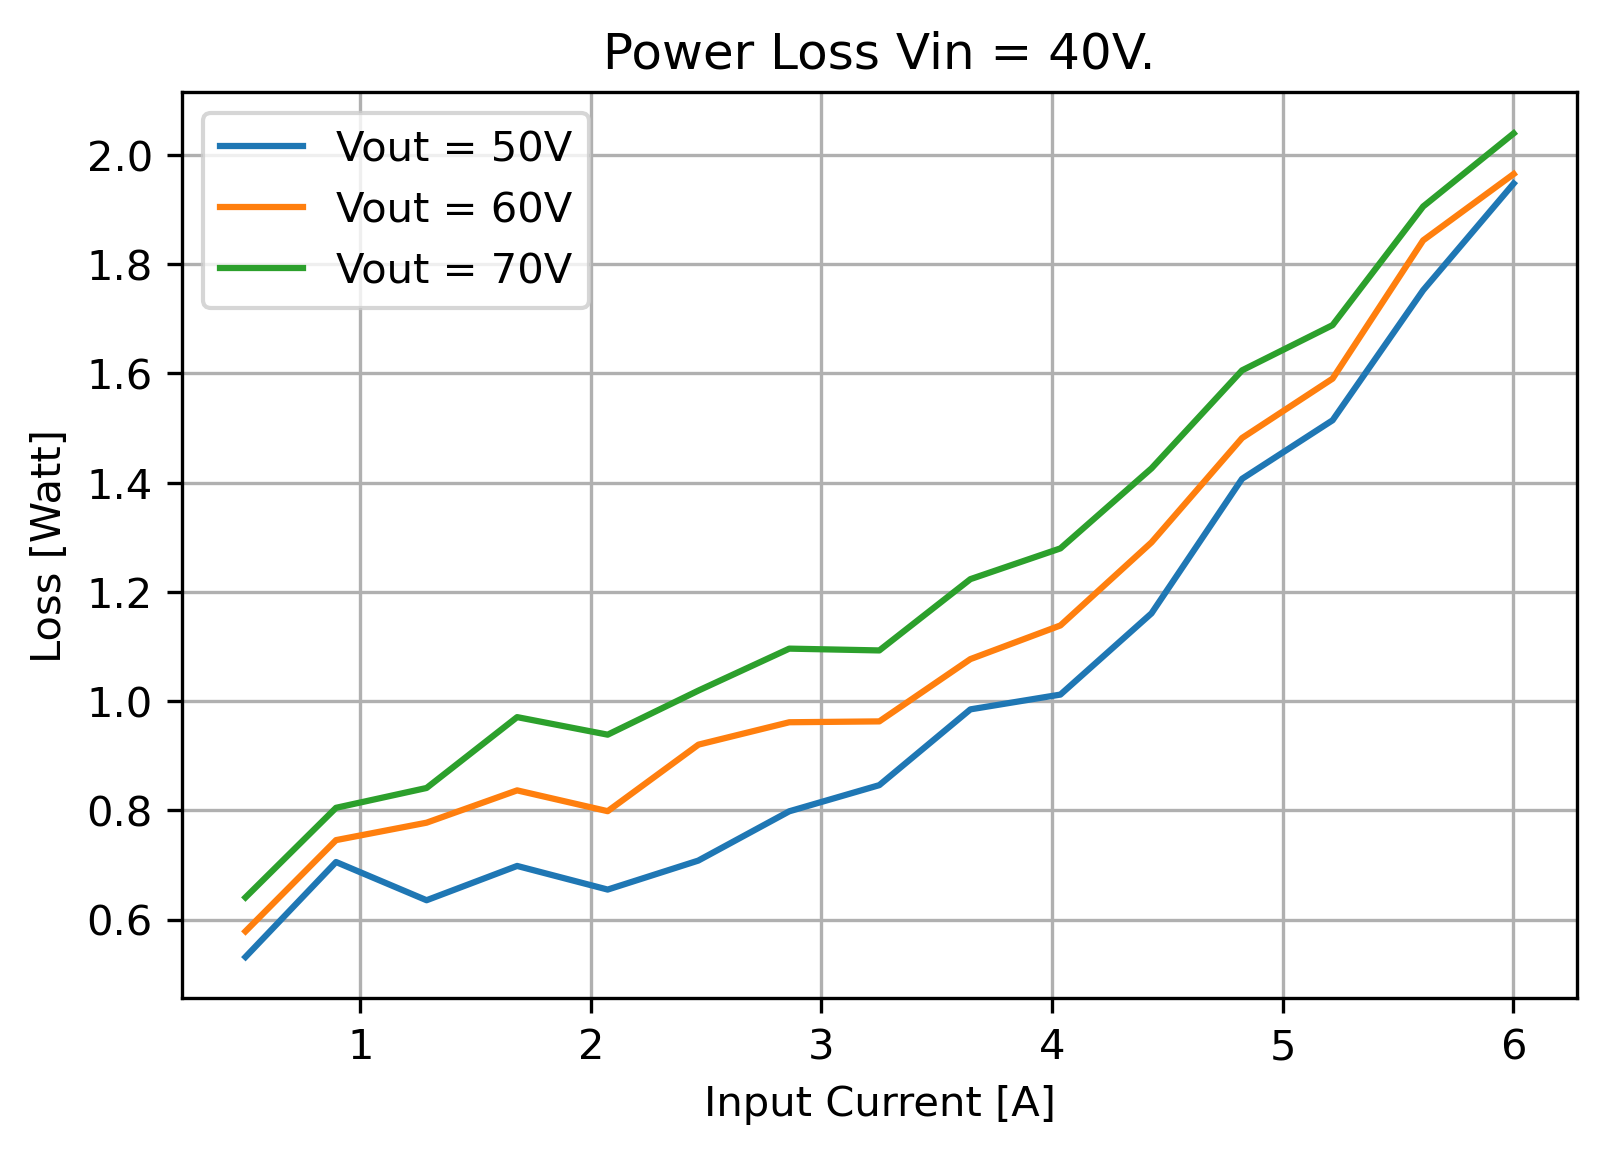 Power Loss Vin = 40V.
Vout = 50V
Vout = 60V
Vout = 70V
Loss [Watt]
2.0
1.8
1.6
1.4
1.2
1.0
0.8
0.6
1 2 3 4 5 6
Input Current [A]